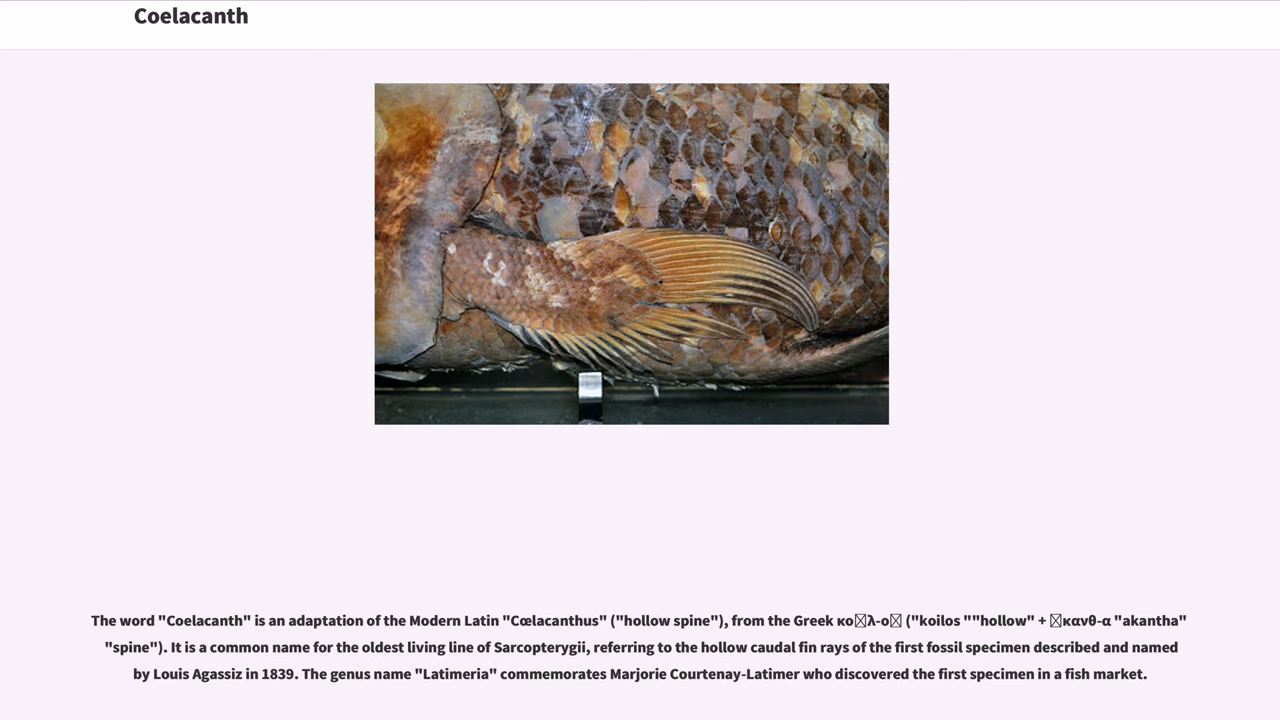 Coelacanth
The word "Coelacanth" is an adaptation of the Modern Latin "Cœlacanthus" ("hollow spine"), from the Greek κο□λ-ο□ ("koilos ""hollow" + □κανθ-α "akantha"
"spine"). It is a common name for the oldest living line of Sarcopterygii, referring to the hollow caudal fin rays of the first fossil specimen described and named
by Louis Agassiz in 1839. The genus name "Latimeria" commemorates Marjorie Courtenay-Latimer who discovered the first specimen in a fish market.